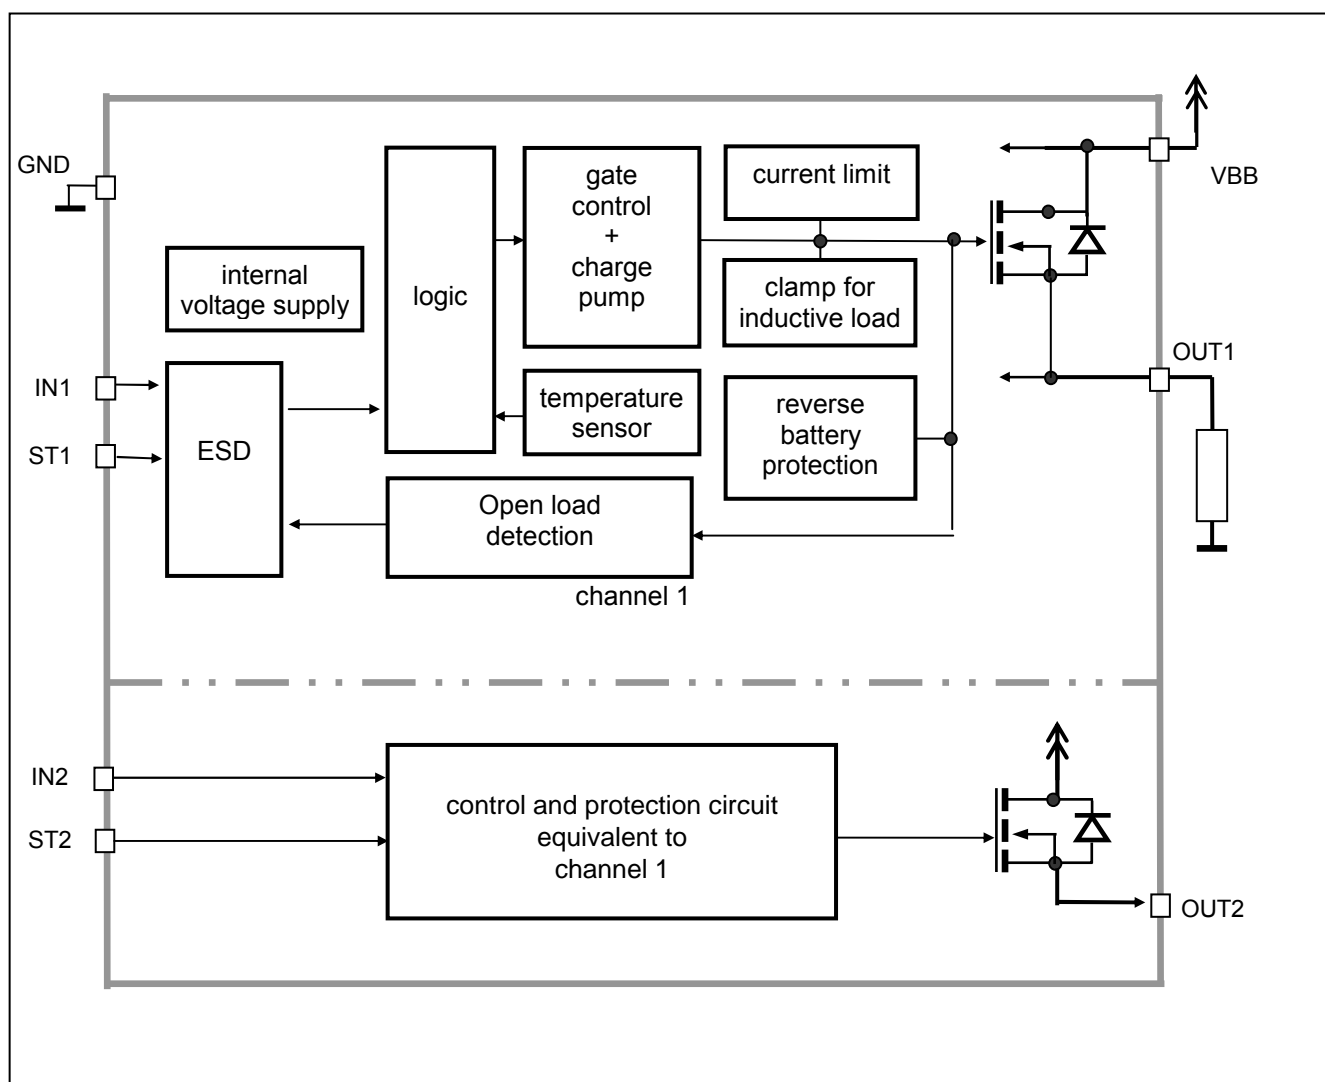 GND
VBB
gate
control
+
charge
pump
current limit
internal
voltage supply
logic
clamp for
inductive load
OUT1
IN1
ST1
ESD
temperature
sensor
reverse
battery
protection
Open load
detection
channel 1
IN2
ST2
control and protection circuit
equivalent to
channel 1
OUT2